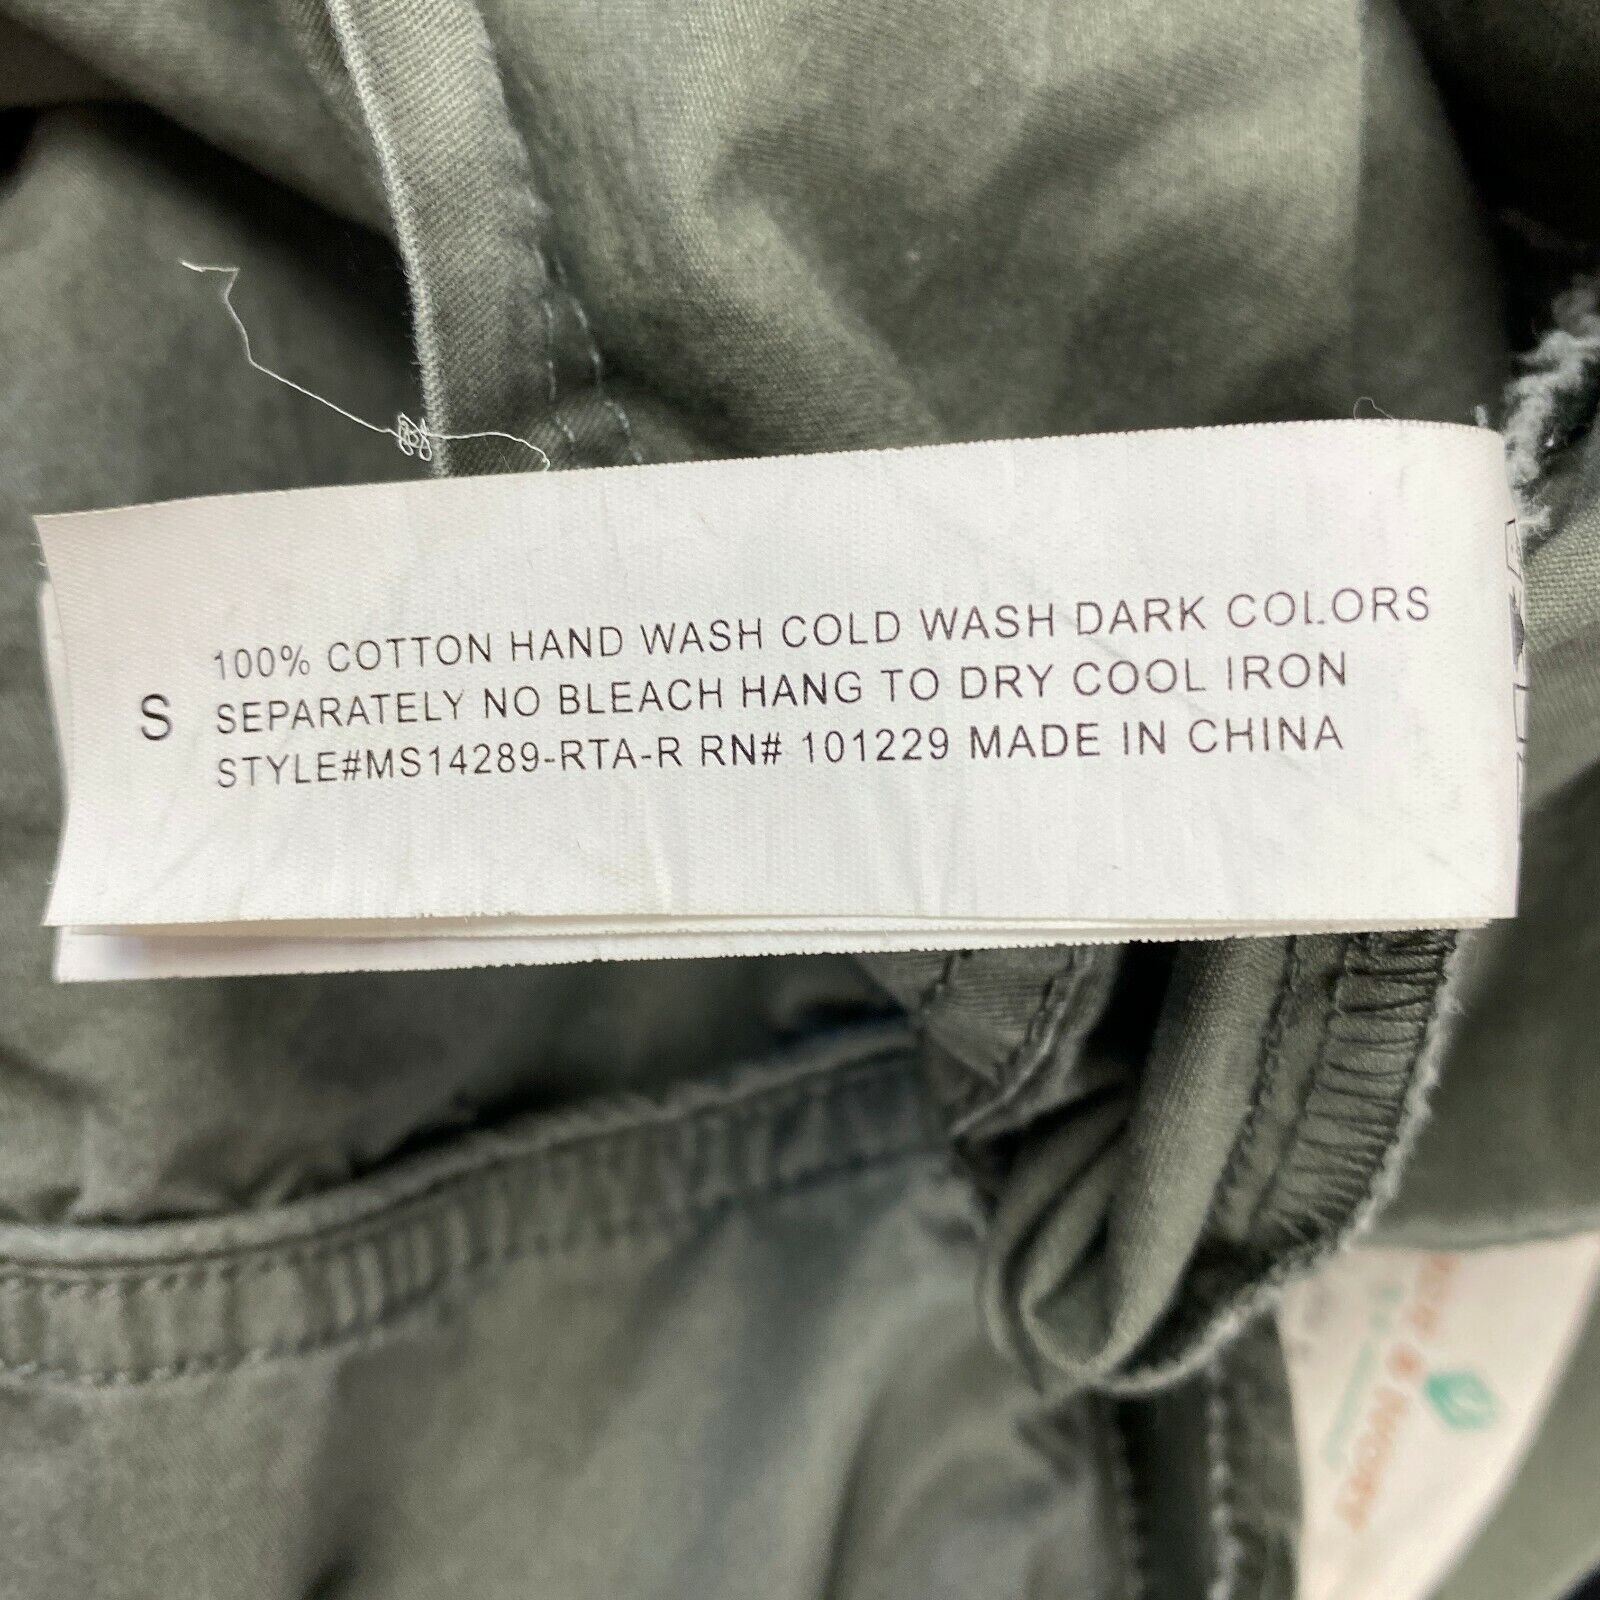 S
100% COTTON HAND WASH COLD WASH DARK COLORS
SEPARATELY NO BLEACH HANG TO DRY COOL IRON
STYLE#MS14289-RTA-R RN# 101229 MADE IN CHINA